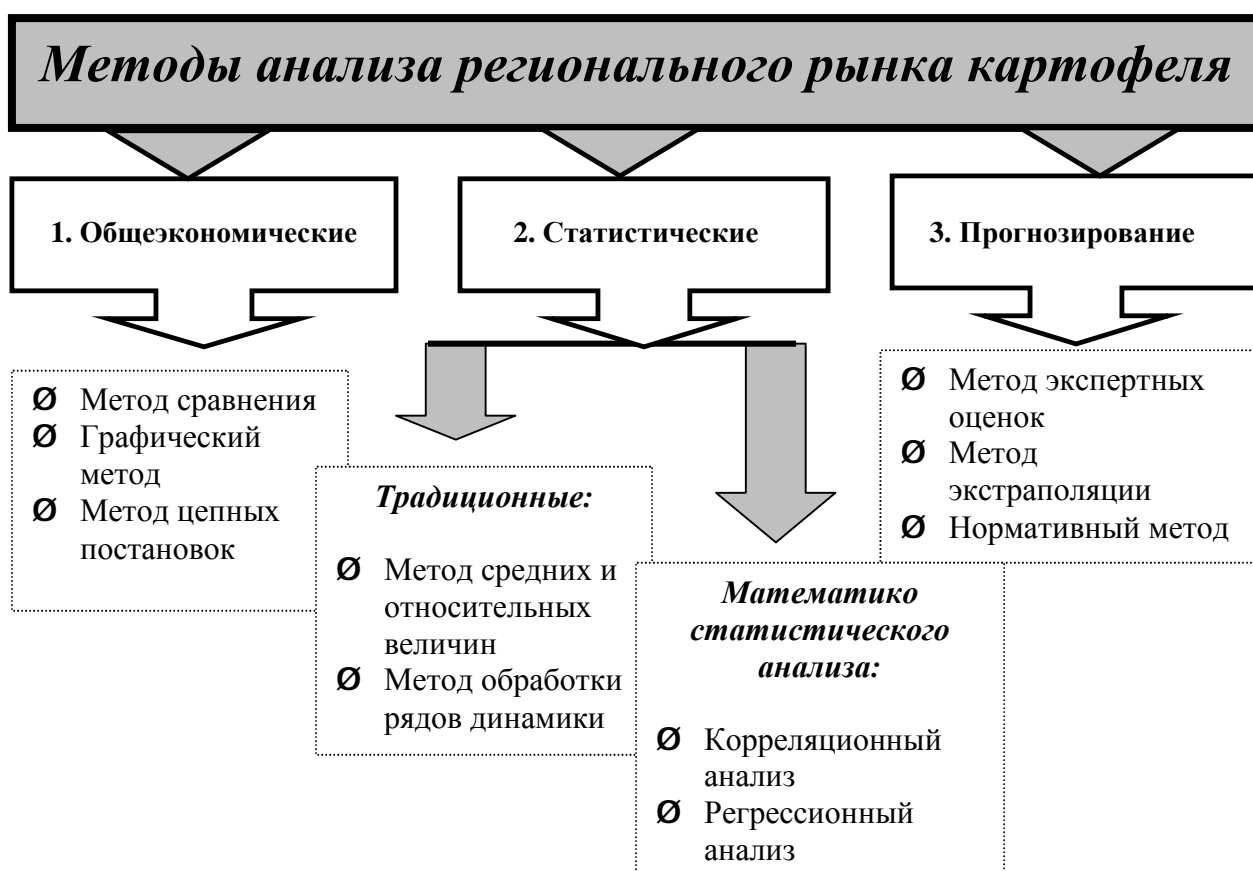 Методы анализа регионального рынка картофеля
1. Общеэкономические
2. Статистические
3. Прогнозирование
Ø Метод сравнения
Ø Графический
метод
Ø Метод цепных
постановок
Традиционные:
Ø Метод средних и
относительных
величин
Ø Метод обработки
рядов динамики
Математико
статистического
анализа:
Ø Корреляционный
анализ
Ø Регрессионный
анализ
Ø Метод экспертных
оценок
Ø Метод
экстраполяции
Ø Нормативный метод